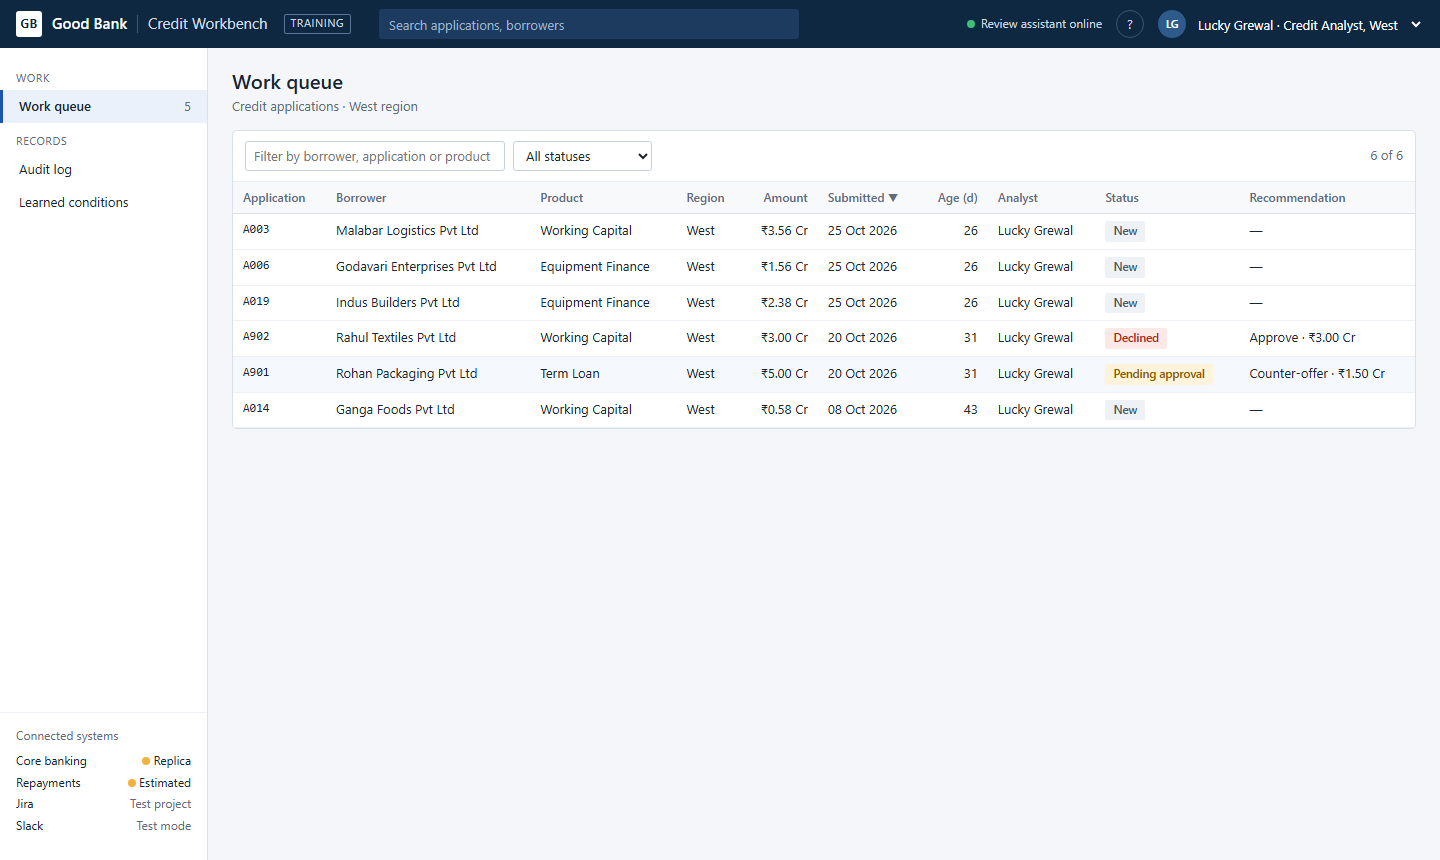 GB Good Bank Credit Workbench TRAINING Search applications, borrowers Review assistant online ? LG Lucky Grewal · Credit Analyst, West
WORK
Work queue 5
RECORDS
Audit log
Learned conditions
Connected systems
Core banking Replica
Repayments Estimated
Jira Test project
Slack Test mode
Work queue
Credit applications · West region
Filter by borrower, application or product All statuses 6 of 6
Application Borrower Product Region Amount Submitted ▼ Age (d) Analyst Status Recommendation
A003 Malabar Logistics Pvt Ltd Working Capital West ₹3.56 Cr 25 Oct 2026 26 Lucky Grewal New —
A006 Godavari Enterprises Pvt Ltd Equipment Finance West ₹1.56 Cr 25 Oct 2026 26 Lucky Grewal New —
A019 Indus Builders Pvt Ltd Equipment Finance West ₹2.38 Cr 25 Oct 2026 26 Lucky Grewal New —
A902 Rahul Textiles Pvt Ltd Working Capital West ₹3.00 Cr 20 Oct 2026 31 Lucky Grewal Declined Approve · ₹3.00 Cr
A901 Rohan Packaging Pvt Ltd Term Loan West ₹5.00 Cr 20 Oct 2026 31 Lucky Grewal Pending approval Counter-offer · ₹1.50 Cr
A014 Ganga Foods Pvt Ltd Working Capital West ₹0.58 Cr 08 Oct 2026 43 Lucky Grewal New —